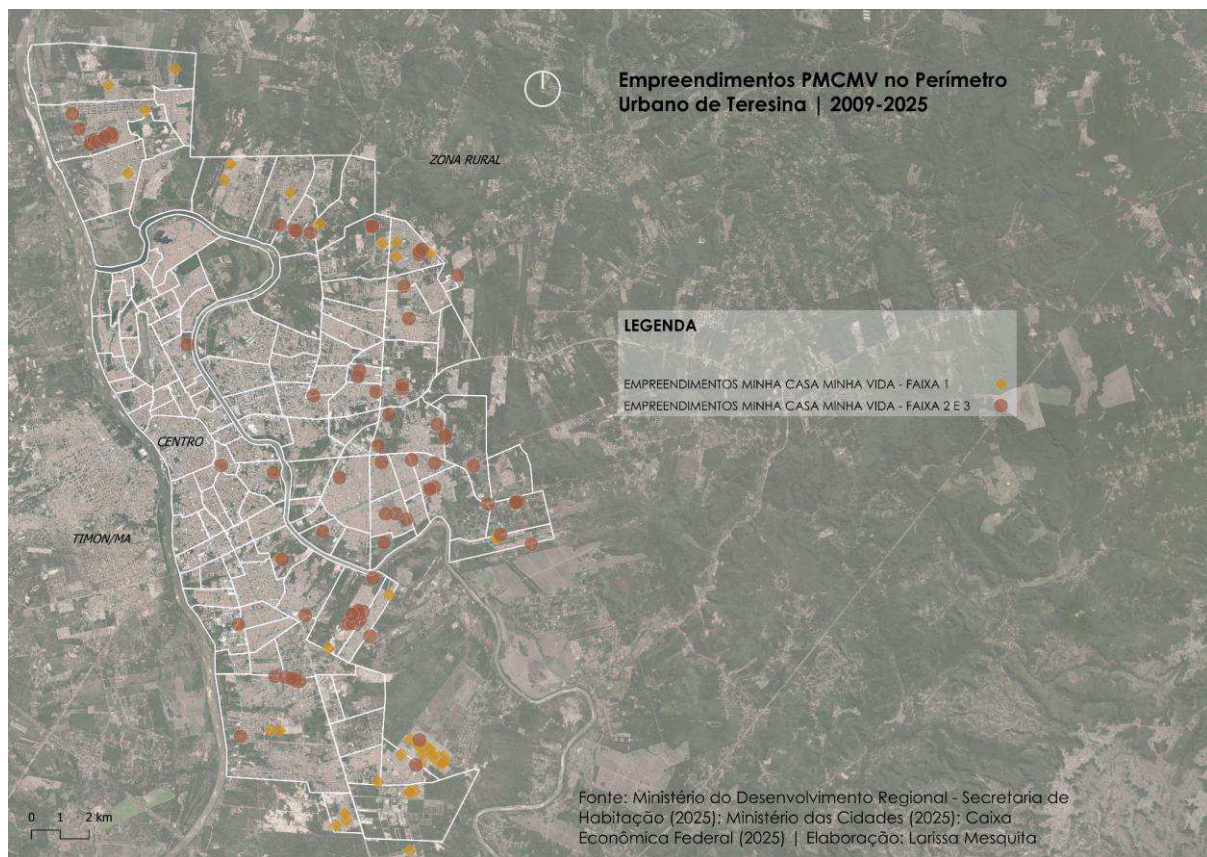 Empreendimentos PMCMV no Perímetro
Urbano de Teresina | 2009-2025
ZONA RURAL
LEGENDA
EMPREENDIMENTOS MINHA CASA MINHA VIDA - FAIXA 1
EMPREENDIMENTOS MINHA CASA MINHA VIDA - FAIXA 2 E 3
CENTRO
TIMON/MA
0 1 2 km
Fonte: Ministério do Desenvolvimento Regional - Secretaria de
Habitação (2025); Ministério das Cidades (2025); Caixa
Econômica Federal (2025) | Elaboração: Larissa Mesquita